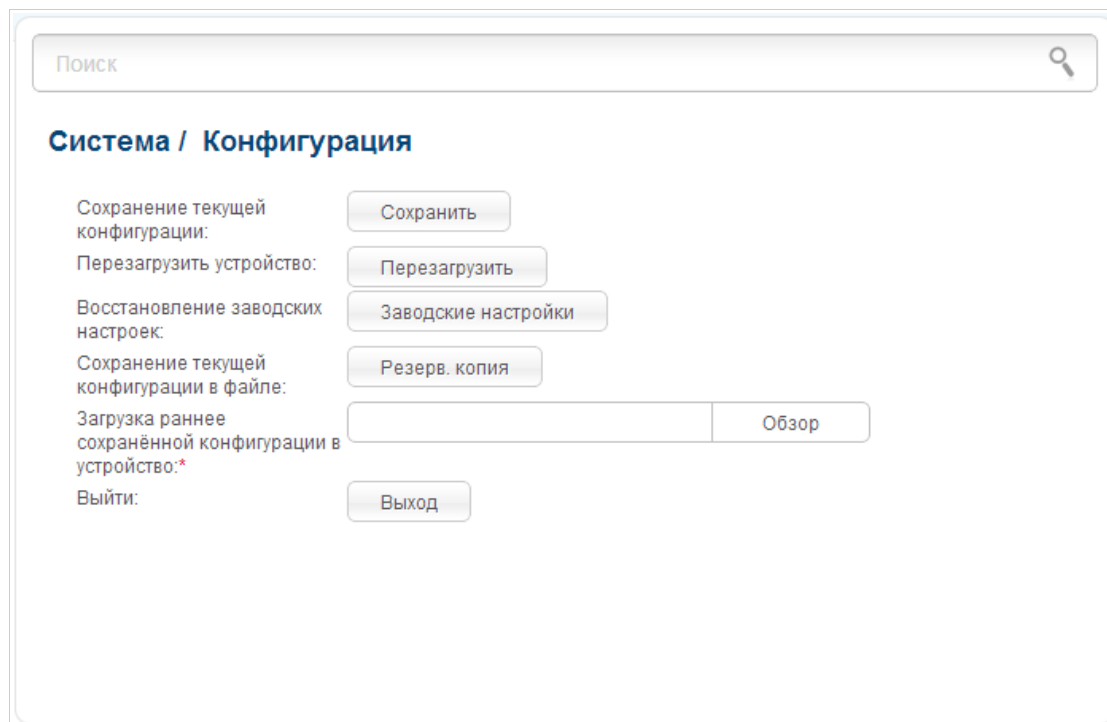 Поиск
Система / Конфигурация
Сохранение текущей
конфигурации:
Сохранить
Перезагрузить устройство:
Перезагрузить
Восстановление заводских
настроек:
Заводские настройки
Сохранение текущей
конфигурации в файле:
Резерв. копия
Загрузка раннее
сохранённой конфигурации в
устройство:*
Обзор
Выйти:
Выход